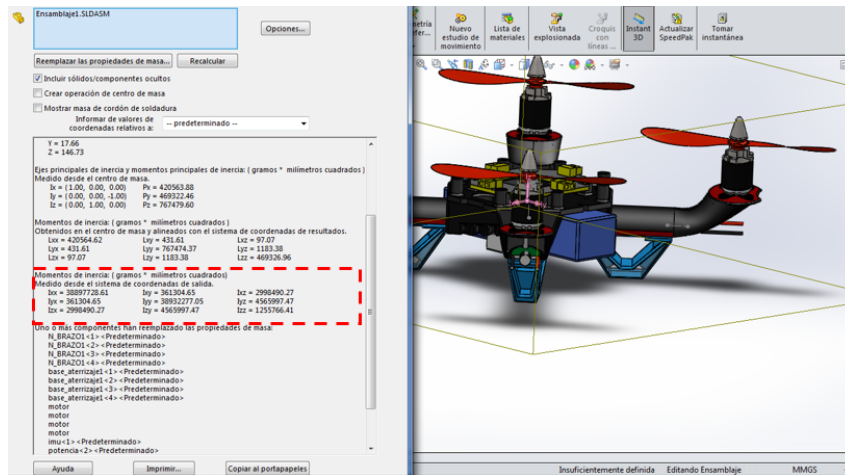 Ensamblaje1.SLDASM
Opciones...
Reemplazar las propiedades de masa...
Recalcular
Incluir sólidos/componentes ocultos
Crear operación de centro de masa
Mostrar masa de cordón de soldadura
Informar de valores de
coordenadas relativos a:
-- predeterminado --
Y = 17.66
Z = 146.73
Ejes principales de inercia y momentos principales de inercia: ( gramos * milímetros cuadrados )
Medido desde el centro de masa.
Ix = ( 1.00, 0.00, 0.00) Px = 420563.88
Iy = ( 0.00, 0.00, -1.00) Py = 469322.46
Iz = ( 0.00, 1.00, 0.00) Pz = 767479.60
Momentos de inercia: ( gramos * milímetros cuadrados )
Obtenidos en el centro de masa y alineados con el sistema de coordenadas de resultados.
Lxx = 420564.62 Lxy = 431.61 Lxz = 97.07
Lyx = 431.61 Lyy = 767474.37 Lyz = 1183.38
Lzx = 97.07 Lzy = 1183.38 Lzz = 469326.96
Momentos de inercia: ( gramos * milímetros cuadrados)
Medido desde el sistema de coordenadas de salida.
Ixx = 38897728.61 Ixy = 361304.65 Ixz = 2998490.27
Iyx = 361304.65 Iyy = 38932277.05 Iyz = 4565997.47
Izx = 2998490.27 Izy = 4565997.47 Izz = 1255766.41
Uno o más componentes han reemplazado las propiedades de masa:
N_BRAZO1<1> <Predeterminado>
N_BRAZO1<2> <Predeterminado>
N_BRAZO1<3> <Predeterminado>
N_BRAZO1<4> <Predeterminado>
base_aterrizaje1<1> <Predeterminado>
base_aterrizaje1<2> <Predeterminado>
base_aterrizaje1<3> <Predeterminado>
base_aterrizaje1<4> <Predeterminado>
motor
motor
motor
motor
imu<1> <Predeterminado>
potencia<2> <Predeterminado>
Ayuda
Imprimir...
Copiar al portapapeles
Nuevo
estudio de
movimiento
Lista de
materiales
Vista
explosionada
Croquis
con
líneas ...
Instant
3D
Actualizar
SpeedPak
Tomar
instantánea
Insuficientemente definida Editando Ensamblaje MMGS